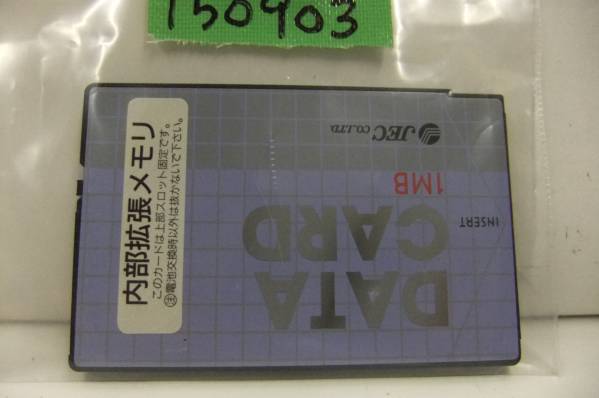 150903
内部拡張メモリ
このカードは上部スロット固定です。
㊟電池交換時以外は抜かないで下さい。
JEC CO.LTD
1MB
DATA
CARD
INSERT